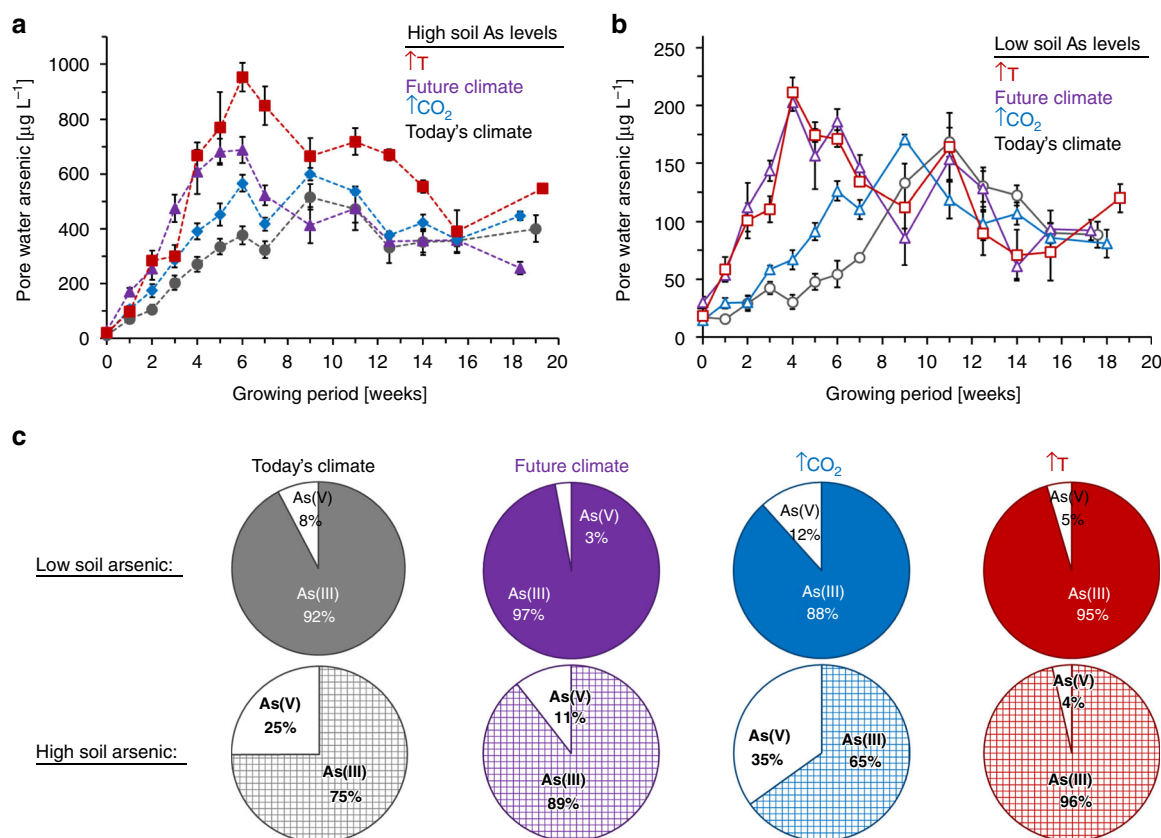 a
High soil As levels
↑T
Future climate
↑CO₂
Today's climate
Pore water arsenic [µg L⁻¹]
1000
800
600
400
200
0
0 2 4 6 8 10 12 14 16 18 20
Growing period [weeks]
b
Low soil As levels
↑T
Future climate
↑CO₂
Today's climate
Pore water arsenic [µg L⁻¹]
250
200
150
100
50
0
0 2 4 6 8 10 12 14 16 18 20
Growing period [weeks]
c
Today's climate
Future climate
↑CO₂
↑T
Low soil arsenic:
As(V)
8%
As(III)
92%
As(V)
3%
As(III)
97%
As(V)
12%
As(III)
88%
As(V)
5%
As(III)
95%
High soil arsenic:
As(V)
25%
As(III)
75%
As(V)
11%
As(III)
89%
As(V)
35%
As(III)
65%
As(V)
4%
As(III)
96%